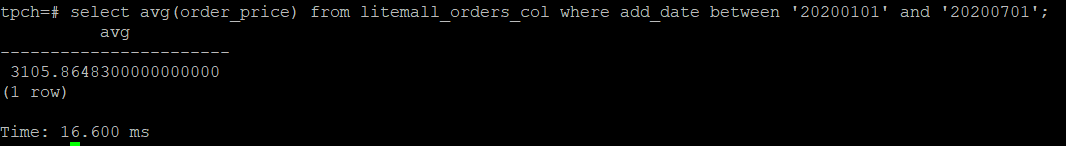 tpch=# select avg(order_price) from litemall_orders_col where add_date between '20200101' and '20200701';
avg
-----------------------
3105.8648300000000000
(1 row)
Time: 16.600 ms